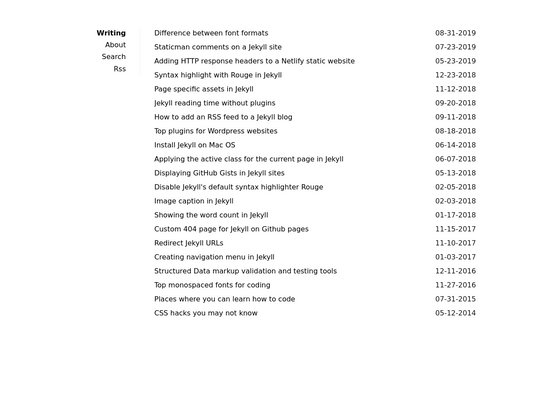 Writing
About
Search
Rss
Difference between font formats 08-31-2019
Staticman comments on a Jekyll site 07-23-2019
Adding HTTP response headers to a Netlify static website 05-23-2019
Syntax highlight with Rouge in Jekyll 12-23-2018
Page specific assets in Jekyll 11-12-2018
Jekyll reading time without plugins 09-20-2018
How to add an RSS feed to a Jekyll blog 09-11-2018
Top plugins for Wordpress websites 08-18-2018
Install Jekyll on Mac OS 06-14-2018
Applying the active class for the current page in Jekyll 06-07-2018
Displaying GitHub Gists in Jekyll sites 05-13-2018
Disable Jekyll's default syntax highlighter Rouge 02-05-2018
Image caption in Jekyll 02-03-2018
Showing the word count in Jekyll 01-17-2018
Custom 404 page for Jekyll on Github pages 11-15-2017
Redirect Jekyll URLs 11-10-2017
Creating navigation menu in Jekyll 01-03-2017
Structured Data markup validation and testing tools 12-11-2016
Top monospaced fonts for coding 11-27-2016
Places where you can learn how to code 07-31-2015
CSS hacks you may not know 05-12-2014